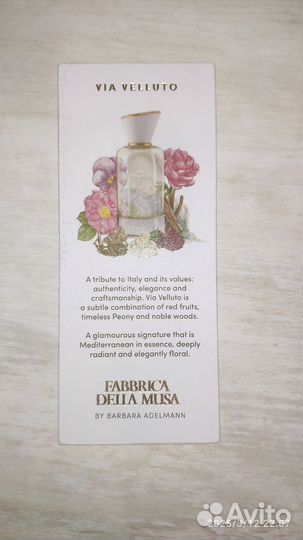 VIA VELLUTO
A tribute to Italy and its values:
authenticity, elegance and
craftsmanship. Via Velluto is
a subtle combination of red fruits,
timeless Peony and noble woods.
A glamourous signature that is
Mediterranean in essence, deeply
radiant and elegantly floral.
FABBRICA
DELLA MUSA
BY BARBARA ADELMANN
Avito